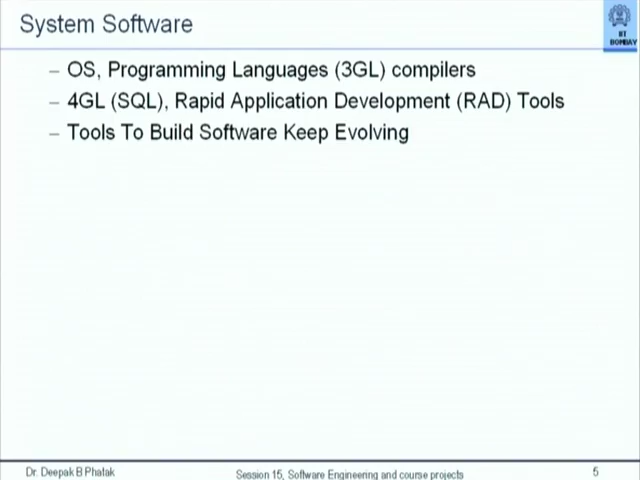 System Software
IIT
BOMBAY
– OS, Programming Languages (3GL) compilers
– 4GL (SQL), Rapid Application Development (RAD) Tools
– Tools To Build Software Keep Evolving
Dr. Deepak B Phatak
Session 15, Software Engineering and course projects
5